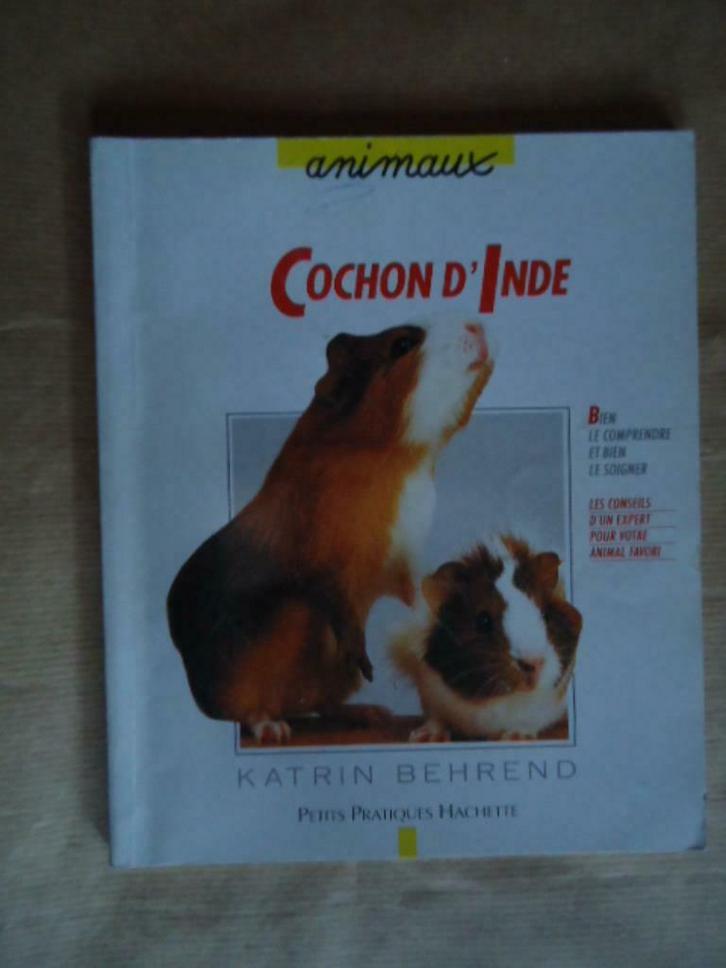 animaux
COCHON D'INDE
BIEN
LE COMPRENDRE
ET BIEN
LE SOIGNER
LES CONSEILS
D'UN EXPERT
POUR VOTRE
ANIMAL FAVORI
KATRIN BEHREND
PETITS PRATIQUES HACHETTE